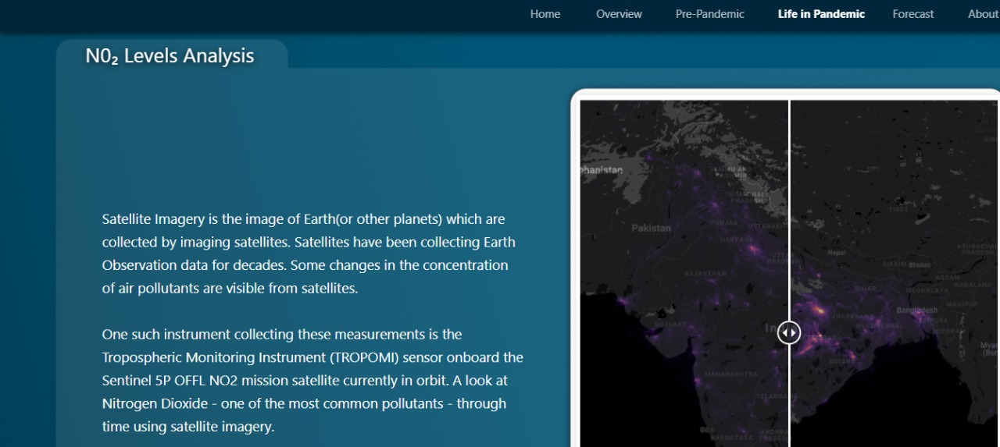 Home Overview Pre-Pandemic Life in Pandemic Forecast About
N0₂ Levels Analysis
Satellite Imagery is the image of Earth(or other planets) which are
collected by imaging satellites. Satellites have been collecting Earth
Observation data for decades. Some changes in the concentration
of air pollutants are visible from satellites.
One such instrument collecting these measurements is the
Tropospheric Monitoring Instrument (TROPOMI) sensor onboard the
Sentinel 5P OFFL NO2 mission satellite currently in orbit. A look at
Nitrogen Dioxide - one of the most common pollutants - through
time using satellite imagery.
hhanistan
HIMACHAL
PRADESH
Pakistan
PUNJAB
HARYANA
TIBET
Nepal
SIKKIM Bhutan
ASSAM
NAGALAND
RAJASTHAN
BIHAR
MEGHALAYA
MANIPUR
Bangladesh
JHARKHAND
GUJARAT
ODISHA
MAHARASHTRA
TELANGANA
GOA
KARNATAKA
ANDHRA
PRADESH